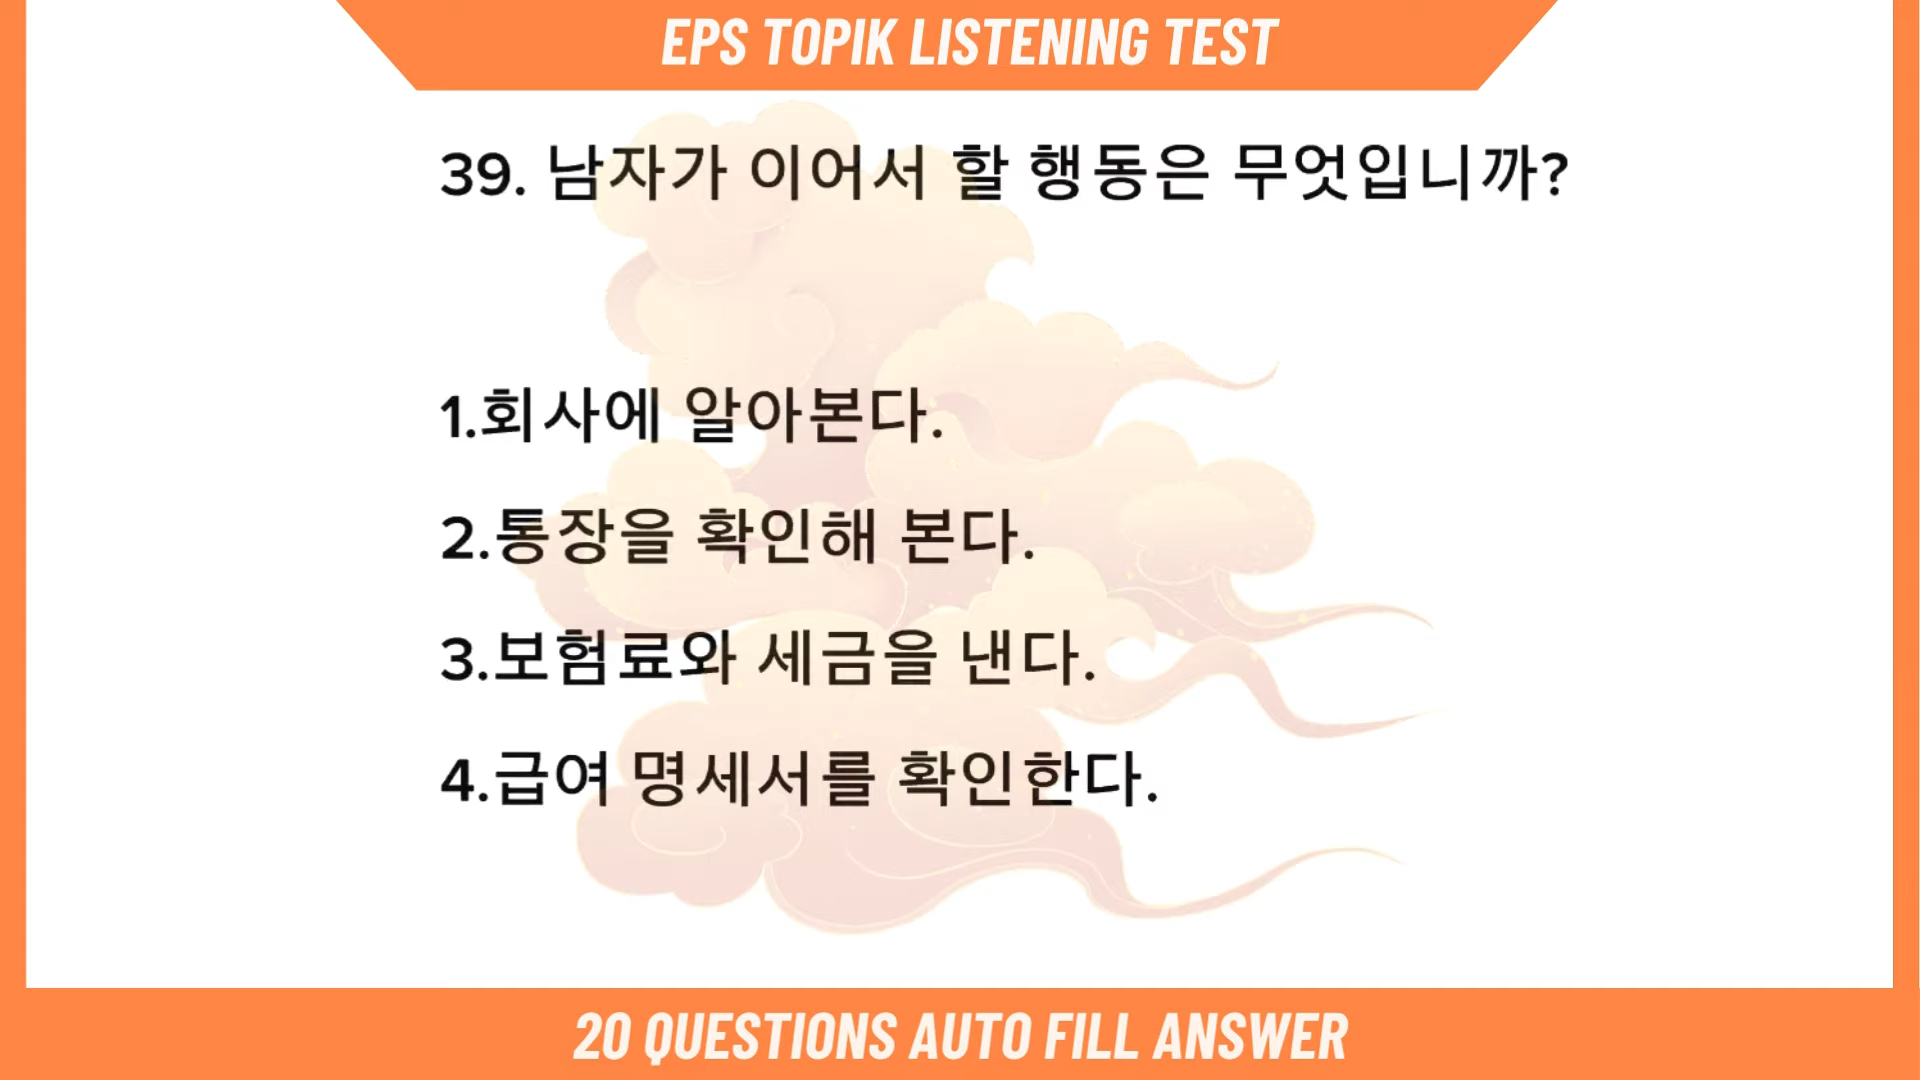 EPS TOPIK LISTENING TEST
39. 남자가 이어서 할 행동은 무엇입니까?
1.회사에 알아본다.
2.통장을 확인해 본다.
3.보험료와 세금을 낸다.
4.급여 명세서를 확인한다.
20 QUESTIONS AUTO FILL ANSWER